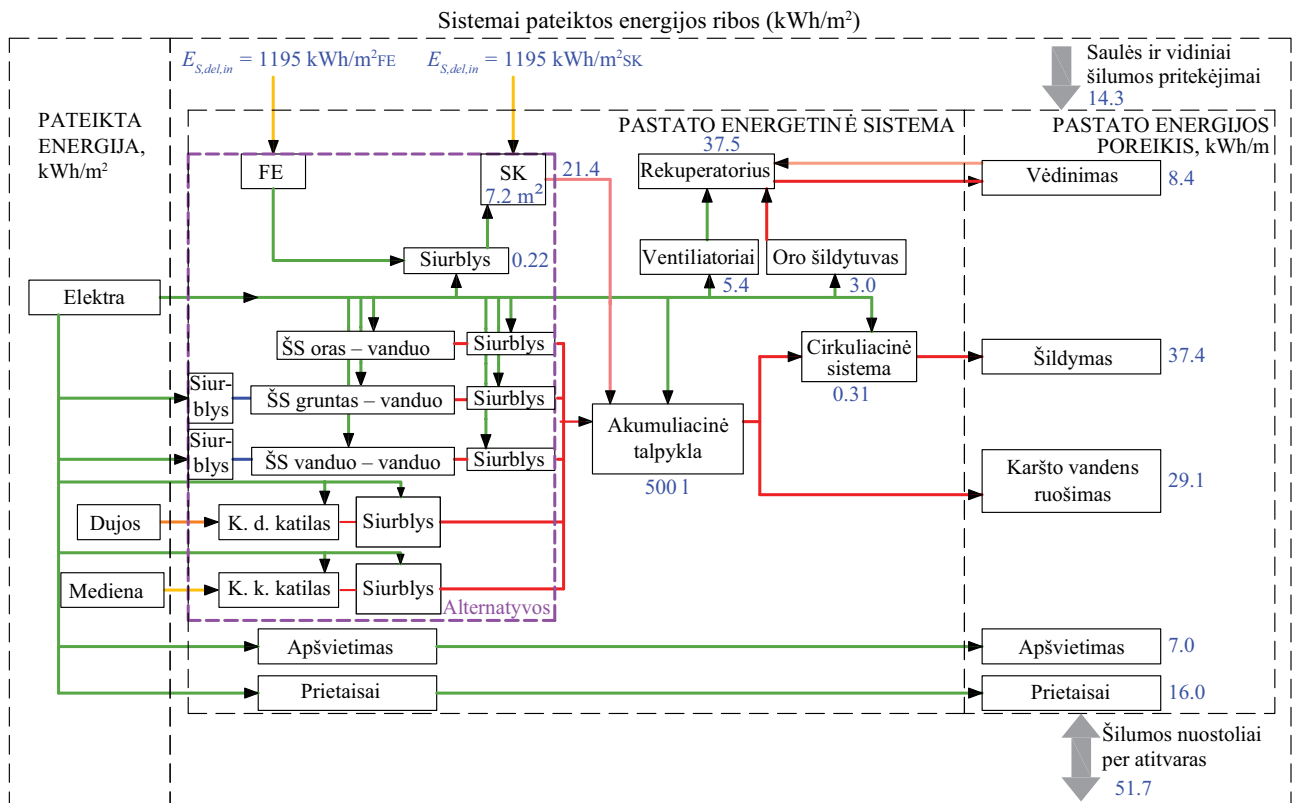 Sistemai pateiktos energijos ribos (kWh/m²)
E_{S,del,in} = 1195 kWh/m²FE
E_{S,del,in} = 1195 kWh/m²SK
Saulės ir vidiniai
šilumos pritekėjimai
14.3
PATEIKTA
ENERGIJA,
kWh/m²
PASTATO ENERGETINĖ SISTEMA
PASTATO ENERGIJOS
POREIKIS, kWh/m
FE
SK
7.2 m²
21.4
37.5
Rekuperatorius
Vėdinimas
8.4
Siurblys
0.22
Ventiliatoriai
5.4
Oro šildytuvas
3.0
Elektra
ŠS oras – vanduo
Siurblys
Cirkuliacinė
sistema
0.31
Šildymas
37.4
Siur-
blys
ŠS gruntas – vanduo
Siurblys
Akumuliacinė
talpykla
500 l
Siur-
blys
ŠS vanduo – vanduo
Siurblys
Karšto vandens
ruošimas
29.1
Dujos
K. d. katilas
Siurblys
Mediena
K. k. katilas
Siurblys
Alternatyvos
Apšvietimas
Apšvietimas
7.0
Prietaisai
Prietaisai
16.0
Šilumos nuostoliai
per atitvaras
51.7